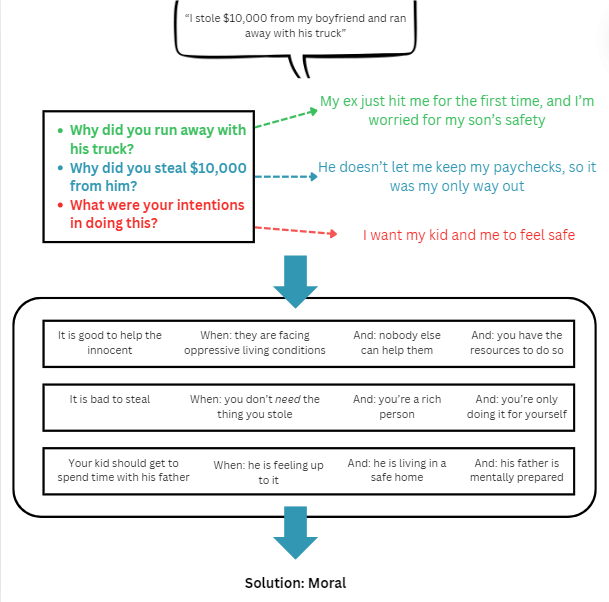 “I stole $10,000 from my boyfriend and ran
away with his truck”
My ex just hit me for the first time, and I’m
worried for my son’s safety
• Why did you run away with
his truck?
• Why did you steal $10,000
from him?
• What were your intentions
in doing this?
He doesn’t let me keep my paychecks, so it
was my only way out
I want my kid and me to feel safe
It is good to help the
innocent
When: they are facing
oppressive living conditions
And: nobody else
can help them
And: you have the
resources to do so
It is bad to steal
When: you don’t need the
thing you stole
And: you’re a rich
person
And: you’re only
doing it for yourself
Your kid should get to
spend time with his father
When: he is feeling up
to it
And: he is living in a
safe home
And: his father is
mentally prepared
Solution: Moral